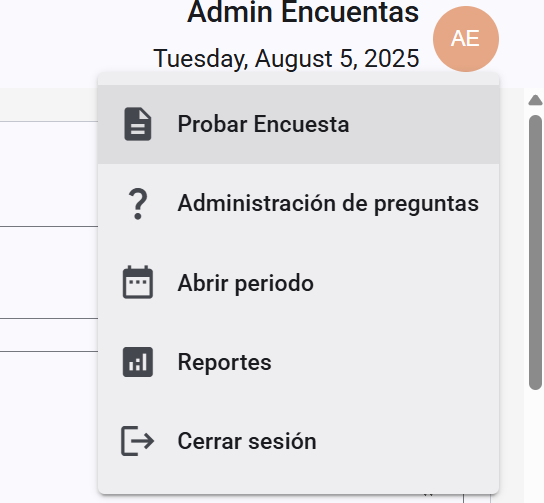 Admin Encuentas
Tuesday, August 5, 2025
AE
Probar Encuesta
Administración de preguntas
Abrir periodo
Reportes
Cerrar sesión